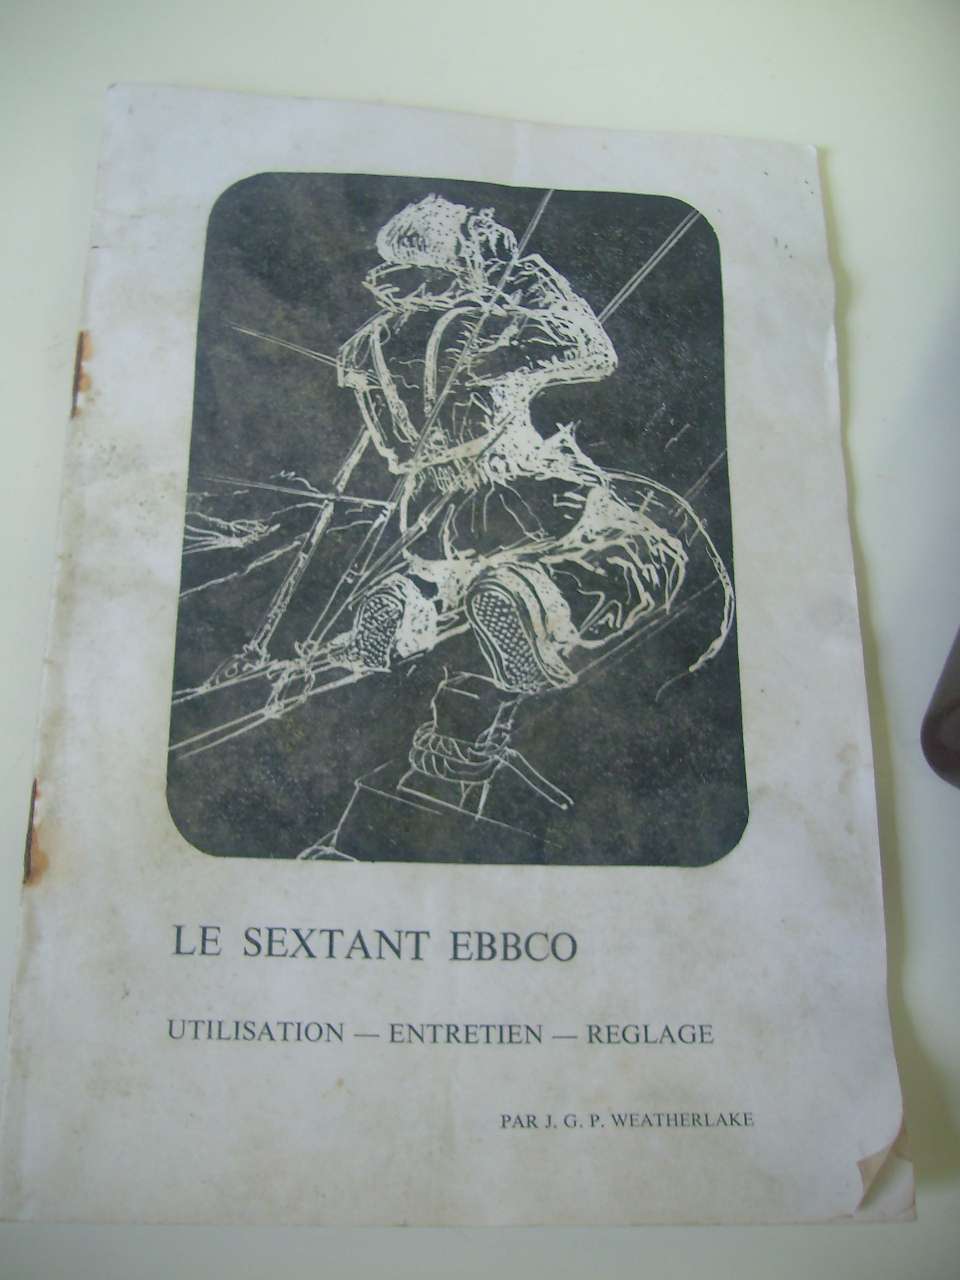 LE SEXTANT EBBCO
UTILISATION — ENTRETIEN — REGLAGE
PAR J. G. P. WEATHERLAKE